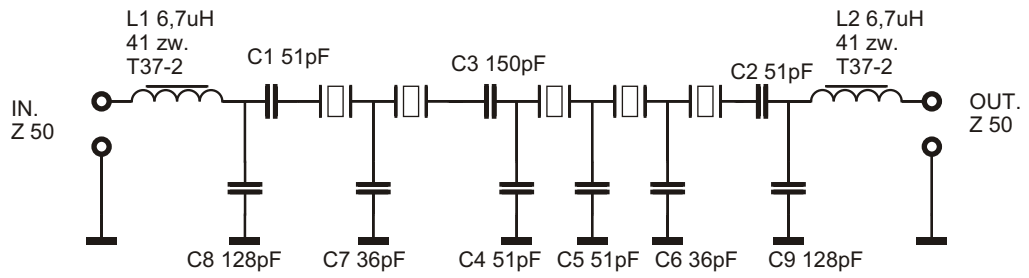 L1 6,7uH
41 zw.
T37-2
C1 51pF
C3 150pF
C2 51pF
L2 6,7uH
41 zw.
T37-2
IN.
Z 50
OUT.
Z 50
C8 128pF
C7 36pF
C4 51pF
C5 51pF
C6 36pF
C9 128pF